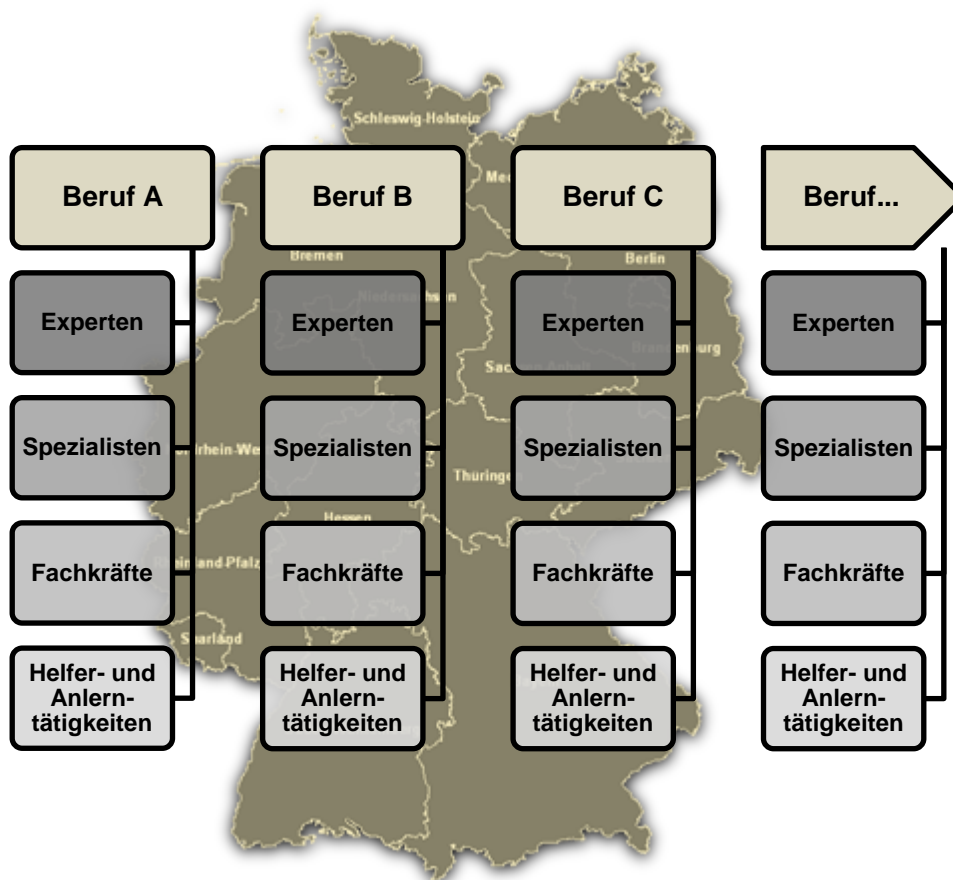 Schleswig-Holstein
Beruf A
Beruf B
Beruf C
Beruf...
Bremen
Berlin
Experten
Experten
Experten
Experten
Spezialisten
Spezialisten
Spezialisten
Spezialisten
Thüringen
Hessen
Fachkräfte
Fachkräfte
Fachkräfte
Fachkräfte
Saarland
Helfer- und
Anlern-
tätigkeiten
Helfer- und
Anlern-
tätigkeiten
Helfer- und
Anlern-
tätigkeiten
Helfer- und
Anlern-
tätigkeiten